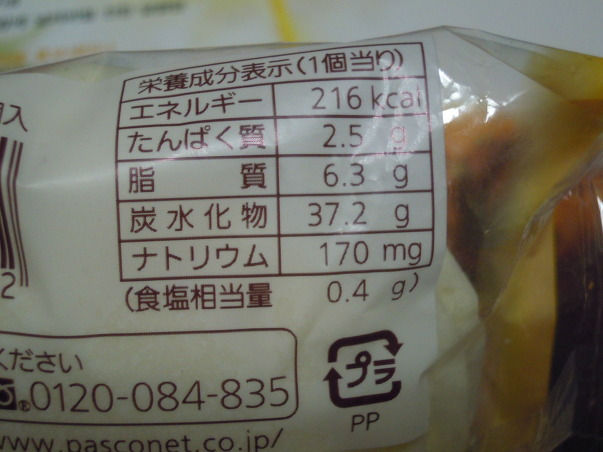 栄養成分表示(1個当り)
エネルギー 216 kcal
たんぱく質 2.5 g
脂質 6.3 g
炭水化物 37.2 g
ナトリウム 170 mg
(食塩相当量 0.4 g)
入
2
ください
0120-084-835
プラ
PP
www.pasconet.co.jp/